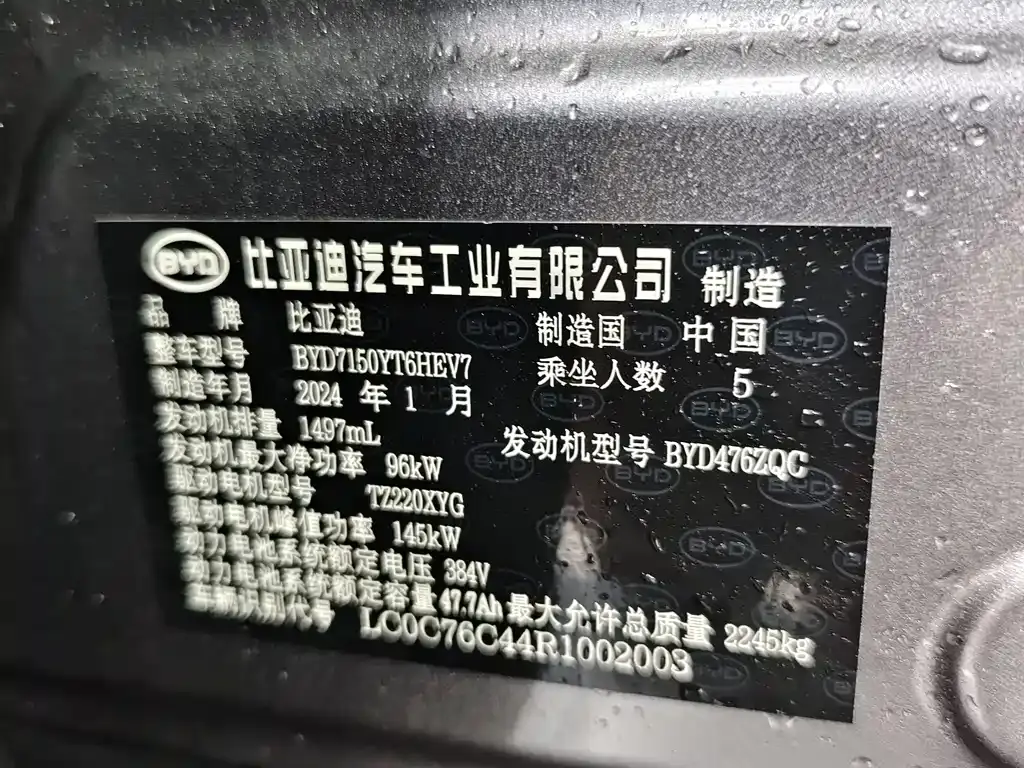 BYD 比亚迪汽车工业有限公司 制造
品牌 比亚迪 制造国 中国
整车型号 BYD7150YT6HEV7 乘坐人数 5
制造年月 2024 年 1 月
发动机排量 1497mL 发动机型号 BYD476ZQC
发动机最大净功率 96kW
驱动电机型号 TZ220XYG
驱动电机峰值功率 145kW
动力电池系统额定电压 384V
动力电池系统额定容量 47.7Ah 最大允许总质量 2245kg
车辆识别代号 LC0C76C44R1002003